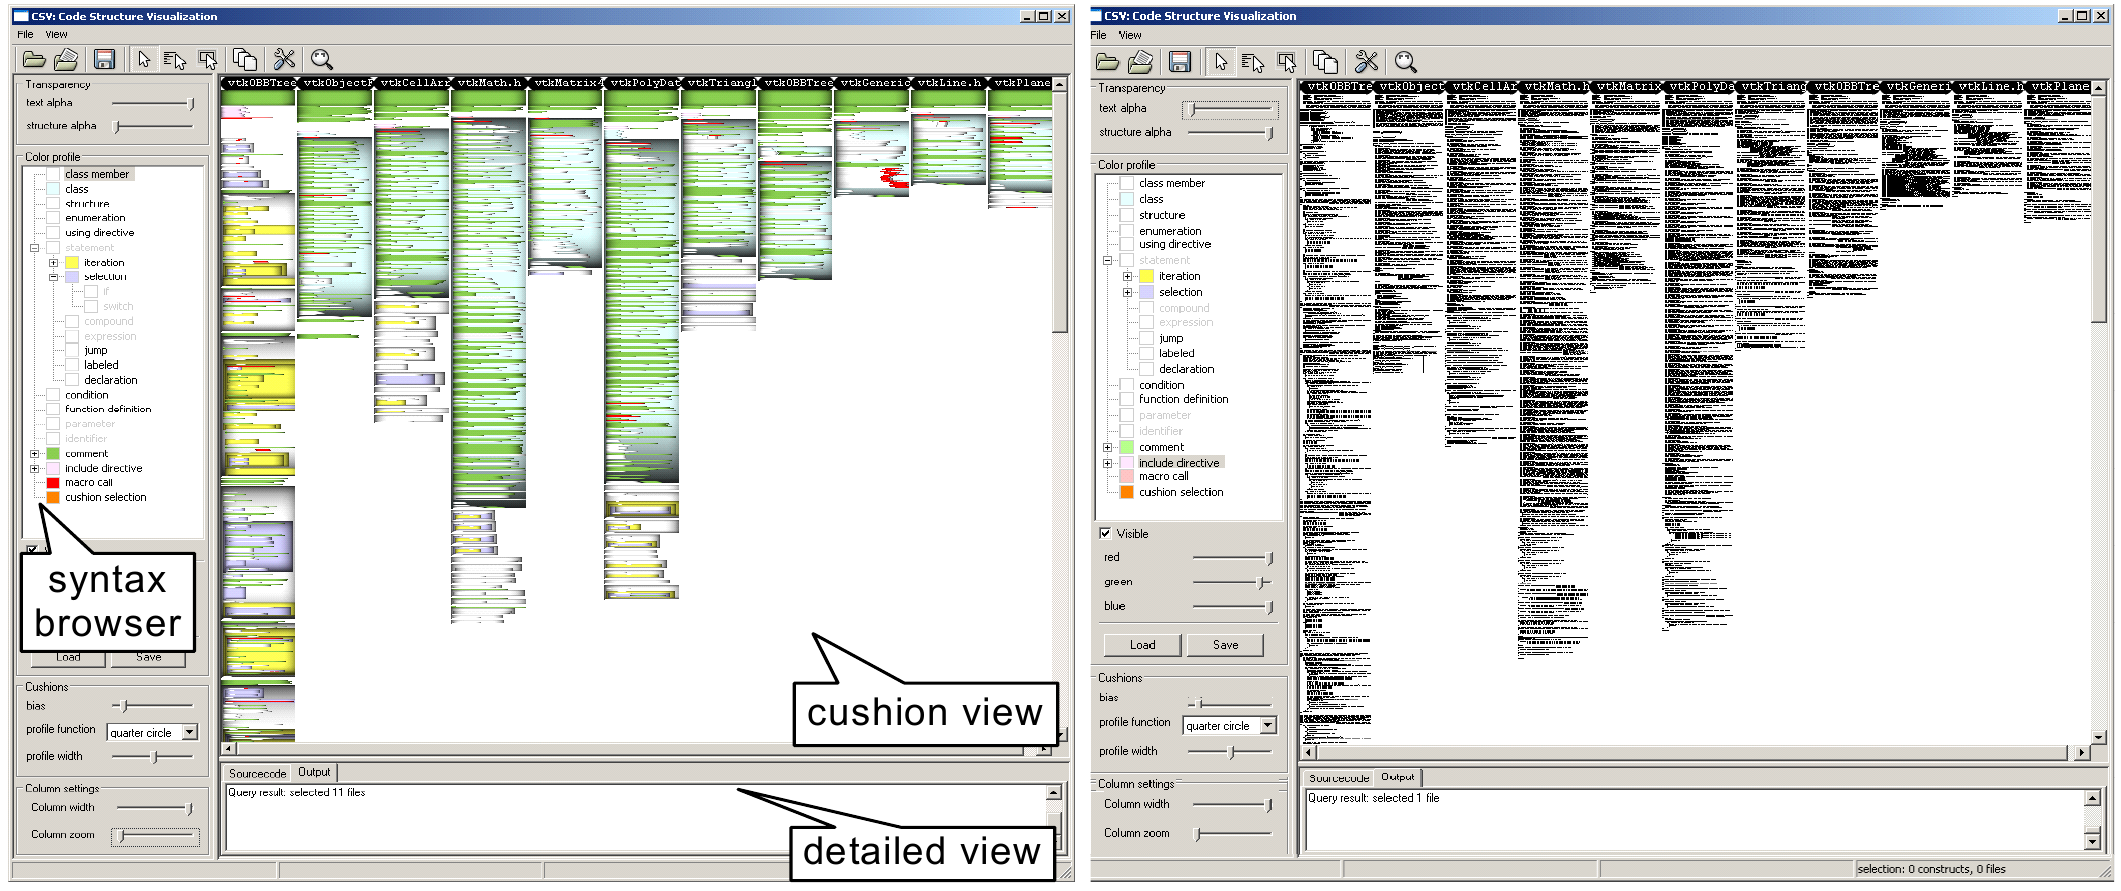 CSV: Code Structure Visualization
File View
Transparency
text alpha
structure alpha
Color profile
class member
class
structure
enumeration
using directive
statement
iteration
selection
if
switch
compound
expression
jump
labeled
declaration
condition
function definition
parameter
identifier
comment
include directive
macro call
cushion selection
syntax
browser
Load Save
Cushions
bias
profile function quarter circle
profile width
Column settings
Column width
Column zoom
vtkOBBTree vtkObjectF vtkCellArr vtkMath.h vtkMatrix4 vtkPolyDat vtkTriangl vtkOBBTree vtkGeneric vtkLine.h vtkPlane
cushion view
Sourcecode Output
Query result: selected 11 files
detailed view
CSV: Code Structure Visualization
File View
Transparency
text alpha
structure alpha
Color profile
class member
class
structure
enumeration
using directive
statement
iteration
selection
compound
expression
jump
labeled
declaration
condition
function definition
parameter
identifier
comment
include directive
macro call
cushion selection
Visible
red
green
blue
Load Save
Cushions
bias
profile function quarter circle
profile width
Column settings
Column width
Column zoom
vtkOBBTre vtkObject vtkCellAr vtkMath.h vtkMatrix vtkPolyDa vtkTriang vtkOBBTre vtkGeneri vtkLine.h vtkPlane
Sourcecode Output
Query result: selected 1 file
selection: 0 constructs, 0 files